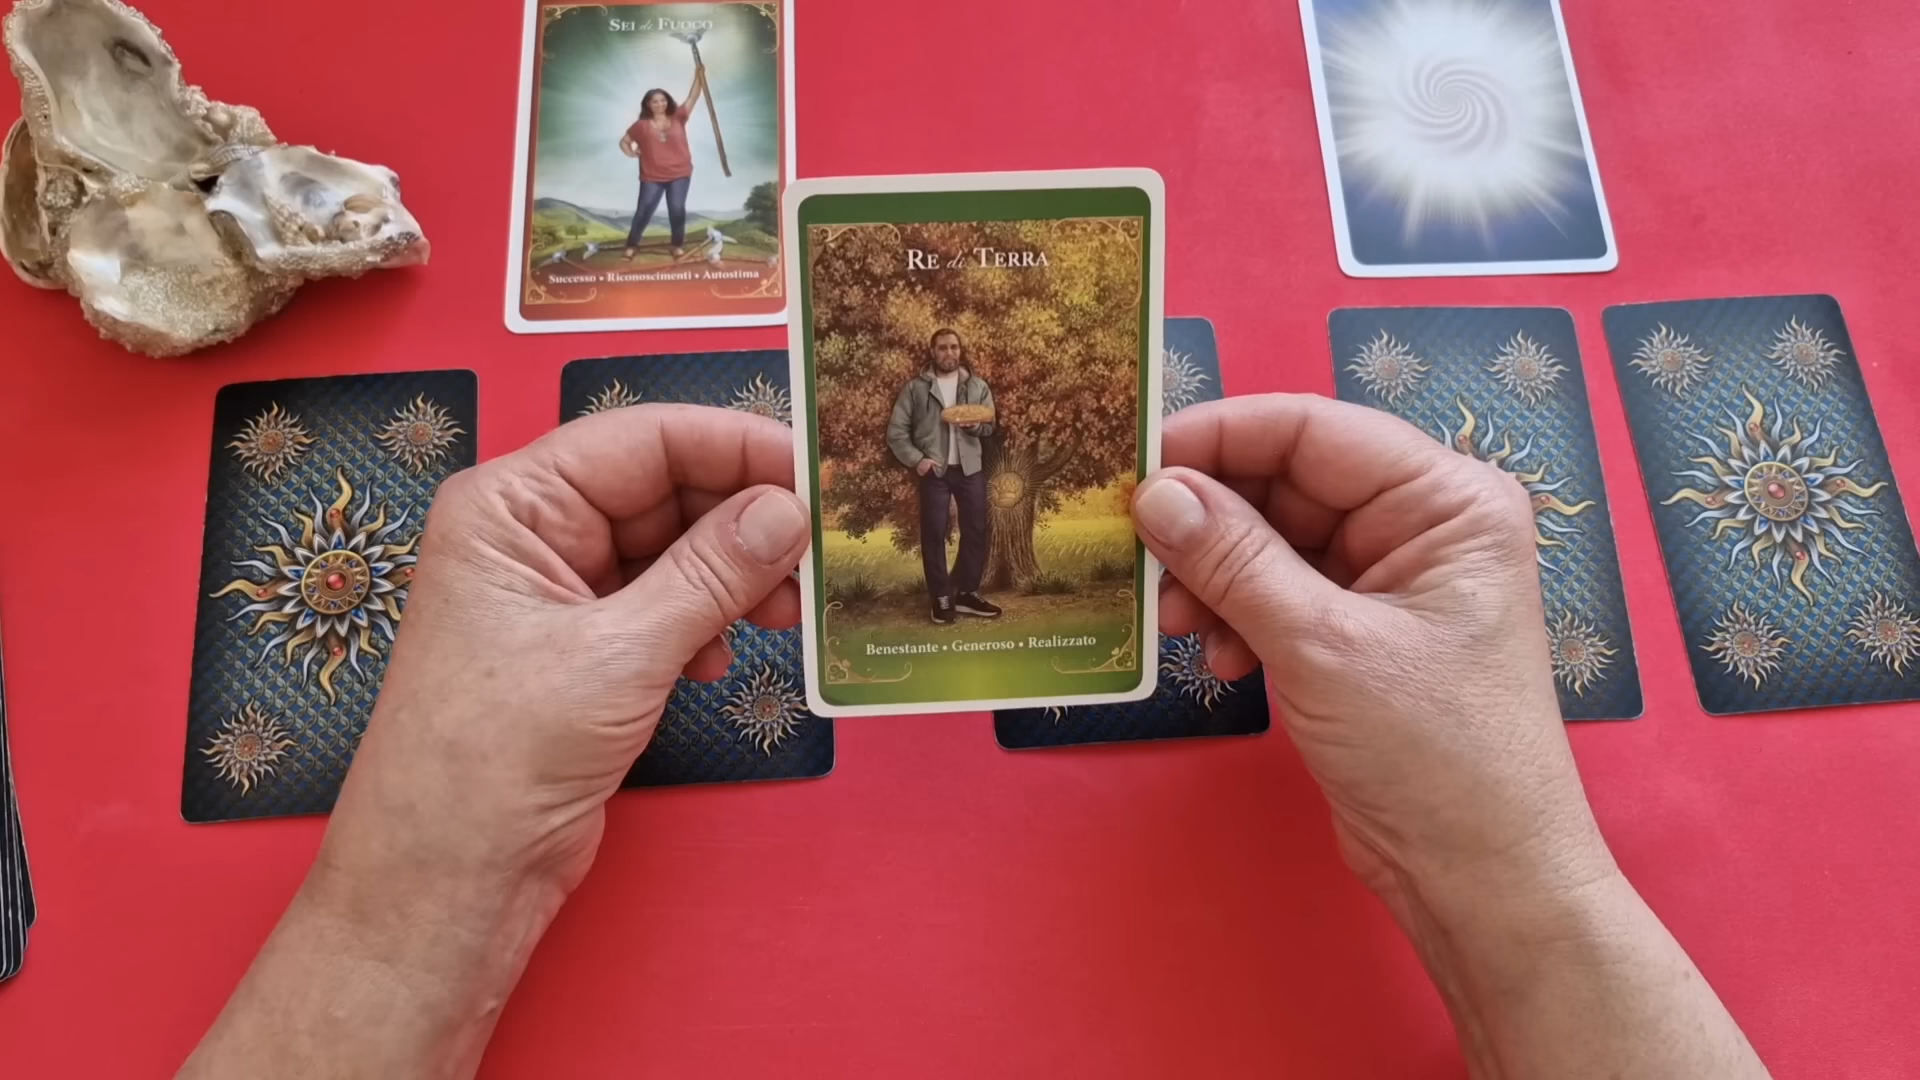 Sei di Fuoco
Successo • Riconoscimenti • Autostima
Re di Terra
Benestante • Generoso • Realizzato